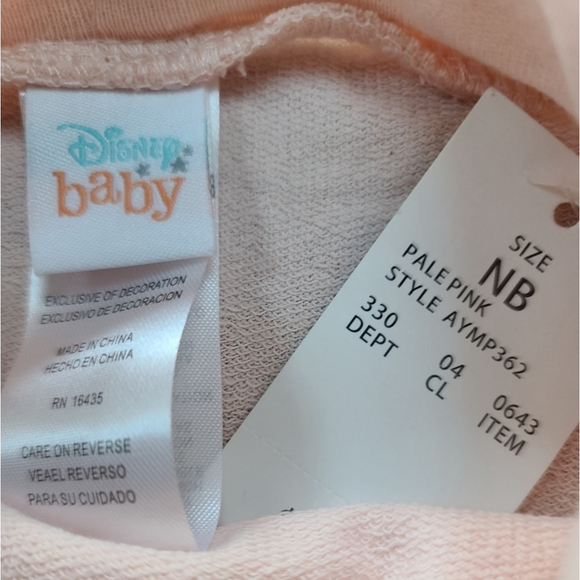 Disney
baby
EXCLUSIVE OF DECORATION
EXCLUSIVO DE DECORACION
MADE IN CHINA
HECHO EN CHINA
RN 16435
CARE ON REVERSE
VEAEL REVERSO
PARA SU CUIDADO
SIZE
NB
PALE PINK
STYLE AYMP362
330 04 0643
DEPT CL ITEM